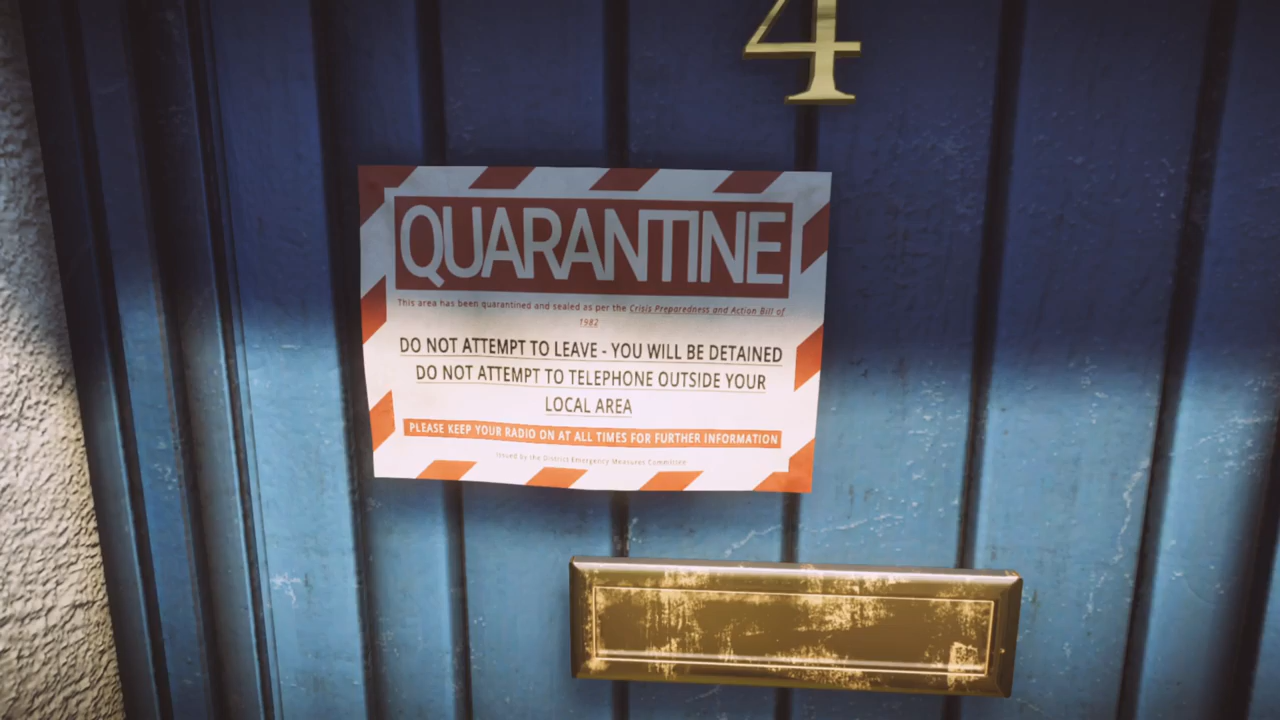 4
QUARANTINE
This area has been quarantined and sealed as per the Crisis Preparedness and Action Bill of
1982
DO NOT ATTEMPT TO LEAVE - YOU WILL BE DETAINED
DO NOT ATTEMPT TO TELEPHONE OUTSIDE YOUR
LOCAL AREA
PLEASE KEEP YOUR RADIO ON AT ALL TIMES FOR FURTHER INFORMATION
Issued by the District Emergency Measures Committee